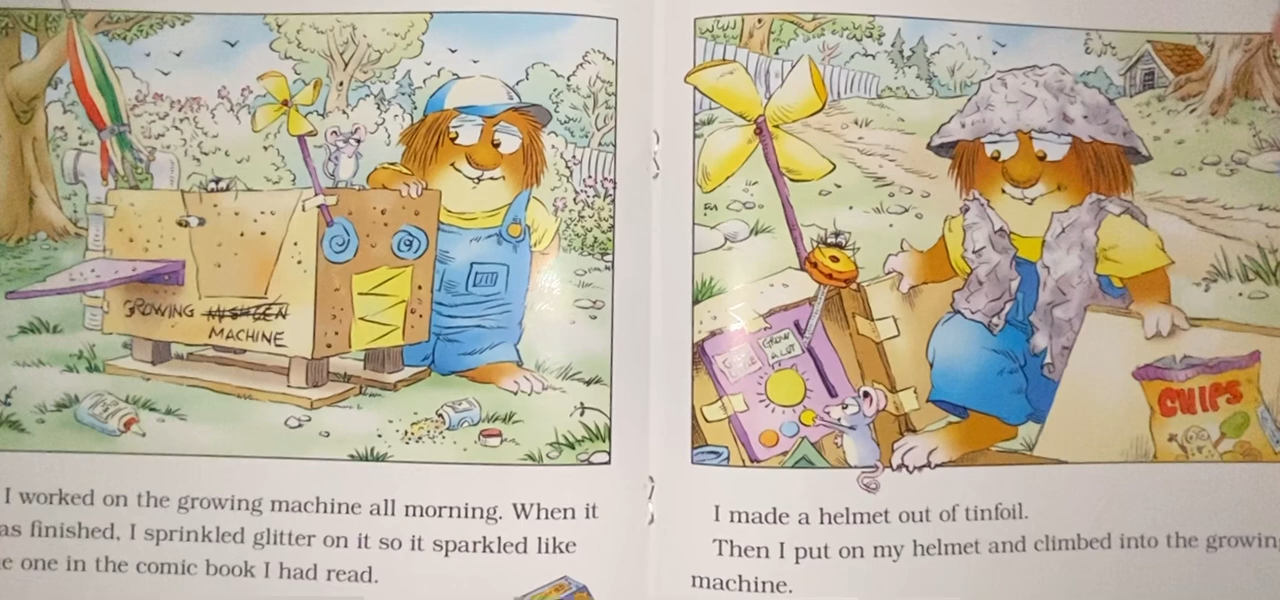 GROWING
MACHINE
I worked on the growing machine all morning. When it
as finished, I sprinkled glitter on it so it sparkled like
e one in the comic book I had read.
GROW
A LOT
CHIPS
I made a helmet out of tinfoil.
Then I put on my helmet and climbed into the growing
machine.